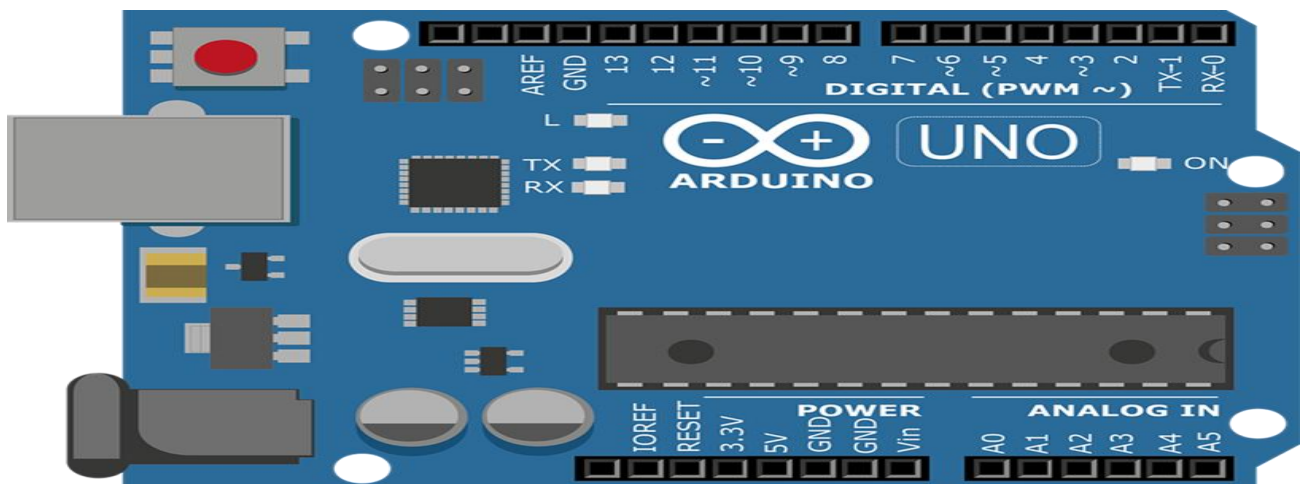 AREF
GND
13
12
~11
~10
~9
8
7
~6
~5
4
~3
2
TX-1
RX-0
DIGITAL (PWM ~)
L
TX
RX
- +
ARDUINO
UNO
ON
POWER
ANALOG IN
IOREF
RESET
3.3V
5V
GND
GND
Vin
A0
A1
A2
A3
A4
A5